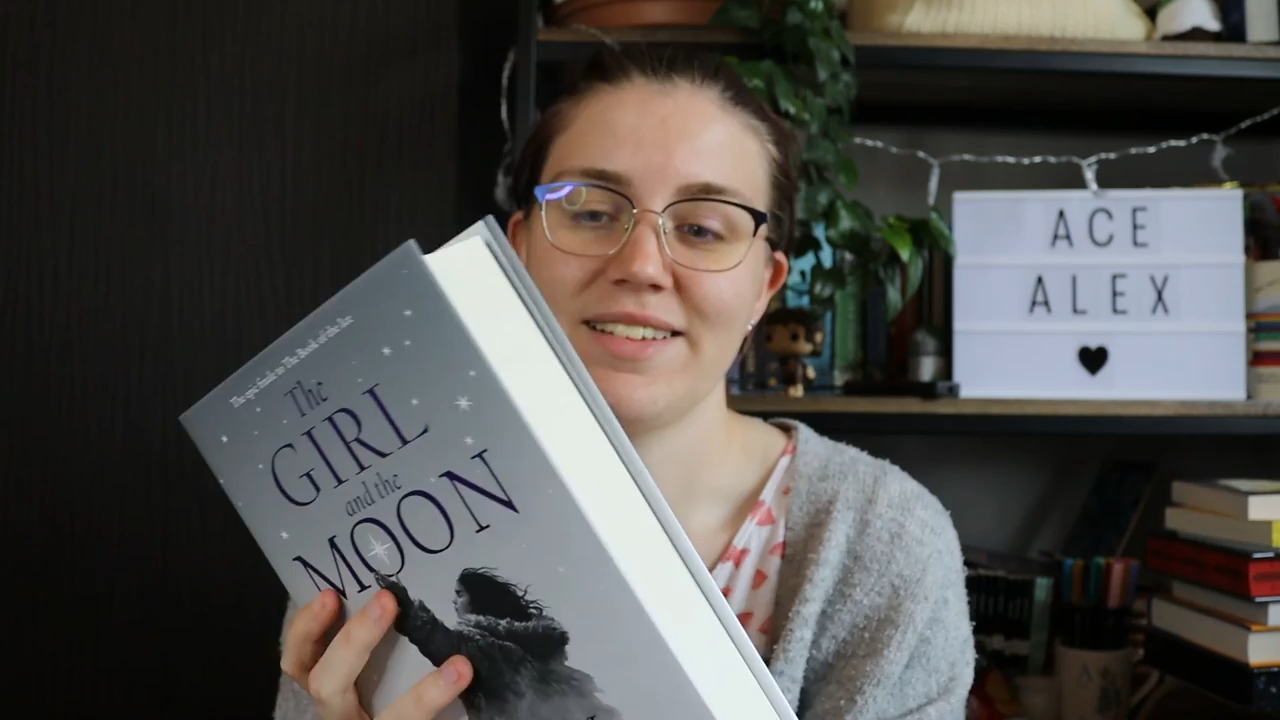 The
GIRL
and the
MOON
ACE
ALEX